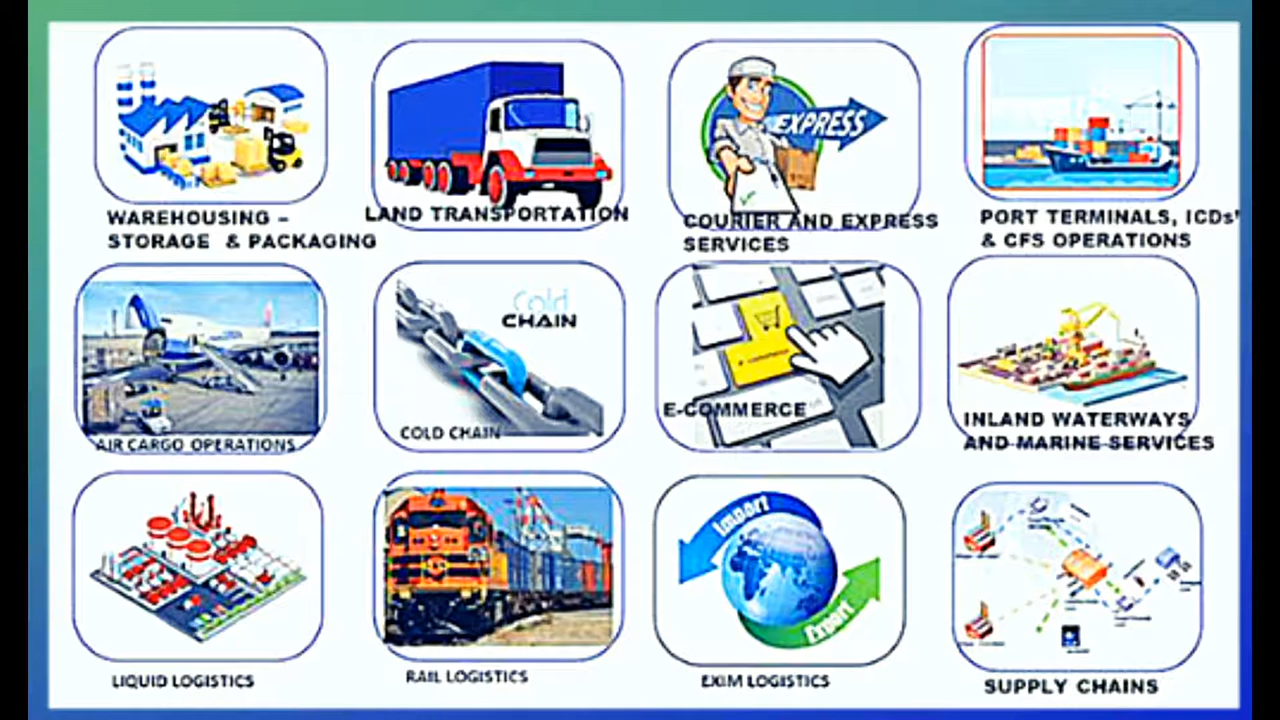 EXPRESS
WAREHOUSING –
STORAGE & PACKAGING
LAND TRANSPORTATION
COURIER AND EXPRESS
SERVICES
PORT TERMINALS, ICDs'
& CFS OPERATIONS
Cold
CHAIN
AIR CARGO OPERATIONS
COLD CHAIN
E-COMMERCE
INLAND WATERWAYS
AND MARINE SERVICES
Import
Export
LIQUID LOGISTICS
RAIL LOGISTICS
EXIM LOGISTICS
SUPPLY CHAINS